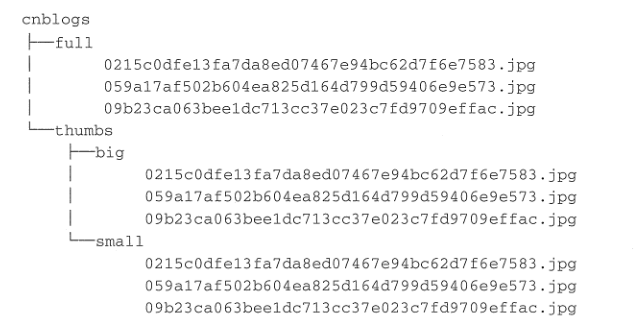 cnblogs
├──full
│       0215c0dfe13fa7da8ed07467e94bc62d7f6e7583.jpg
│       059a17af502b604ea825d164d799d59406e9e573.jpg
│       09b23ca063bee1dc713cc37e023c7fd9709effac.jpg
└──thumbs
    ├──big
    │       0215c0dfe13fa7da8ed07467e94bc62d7f6e7583.jpg
    │       059a17af502b604ea825d164d799d59406e9e573.jpg
    │       09b23ca063bee1dc713cc37e023c7fd9709effac.jpg
    └──small
            0215c0dfe13fa7da8ed07467e94bc62d7f6e7583.jpg
            059a17af502b604ea825d164d799d59406e9e573.jpg
            09b23ca063bee1dc713cc37e023c7fd9709effac.jpg